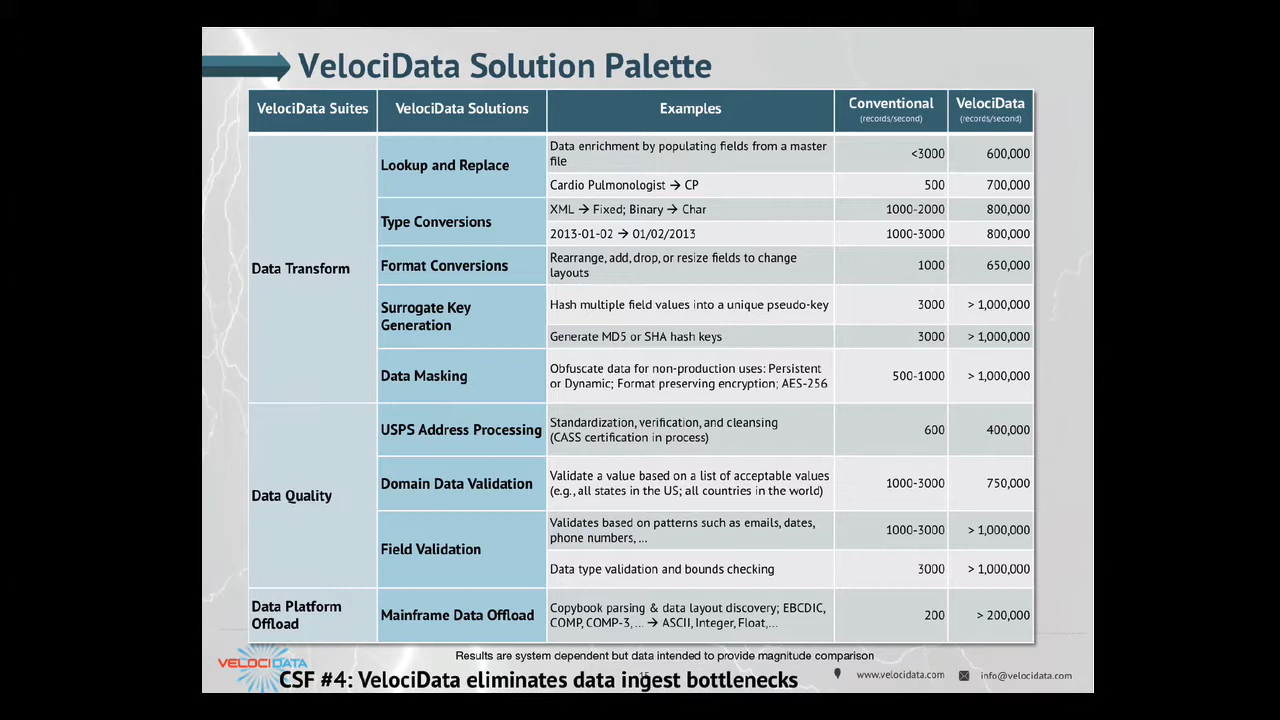 VelociData Solution Palette
VelociData Suites
VelociData Solutions
Examples
Conventional
(records/second)
VelociData
(records/second)
Data Transform
Lookup and Replace
Data enrichment by populating fields from a master
file
<3000
600,000
Cardio Pulmonologist → CP
500
700,000
Type Conversions
XML → Fixed; Binary → Char
1000-2000
800,000
2013-01-02 → 01/02/2013
1000-3000
800,000
Format Conversions
Rearrange, add, drop, or resize fields to change
layouts
1000
650,000
Surrogate Key
Generation
Hash multiple field values into a unique pseudo-key
3000
> 1,000,000
Generate MD5 or SHA hash keys
3000
> 1,000,000
Data Masking
Obfuscate data for non-production uses: Persistent
or Dynamic; Format preserving encryption; AES-256
500-1000
> 1,000,000
Data Quality
USPS Address Processing
Standardization, verification, and cleansing
(CASS certification in process)
600
400,000
Domain Data Validation
Validate a value based on a list of acceptable values
(e.g., all states in the US; all countries in the world)
1000-3000
750,000
Field Validation
Validates based on patterns such as emails, dates,
phone numbers, ...
1000-3000
> 1,000,000
Data type validation and bounds checking
3000
> 1,000,000
Data Platform
Offload
Mainframe Data Offload
Copybook parsing & data layout discovery; EBCDIC,
COMP, COMP-3, ... → ASCII, Integer, Float,...
200
> 200,000
Results are system dependent but data intended to provide magnitude comparison
VELOCIDATA
CSF #4: VelociData eliminates data ingest bottlenecks
www.velocidata.com
info@velocidata.com